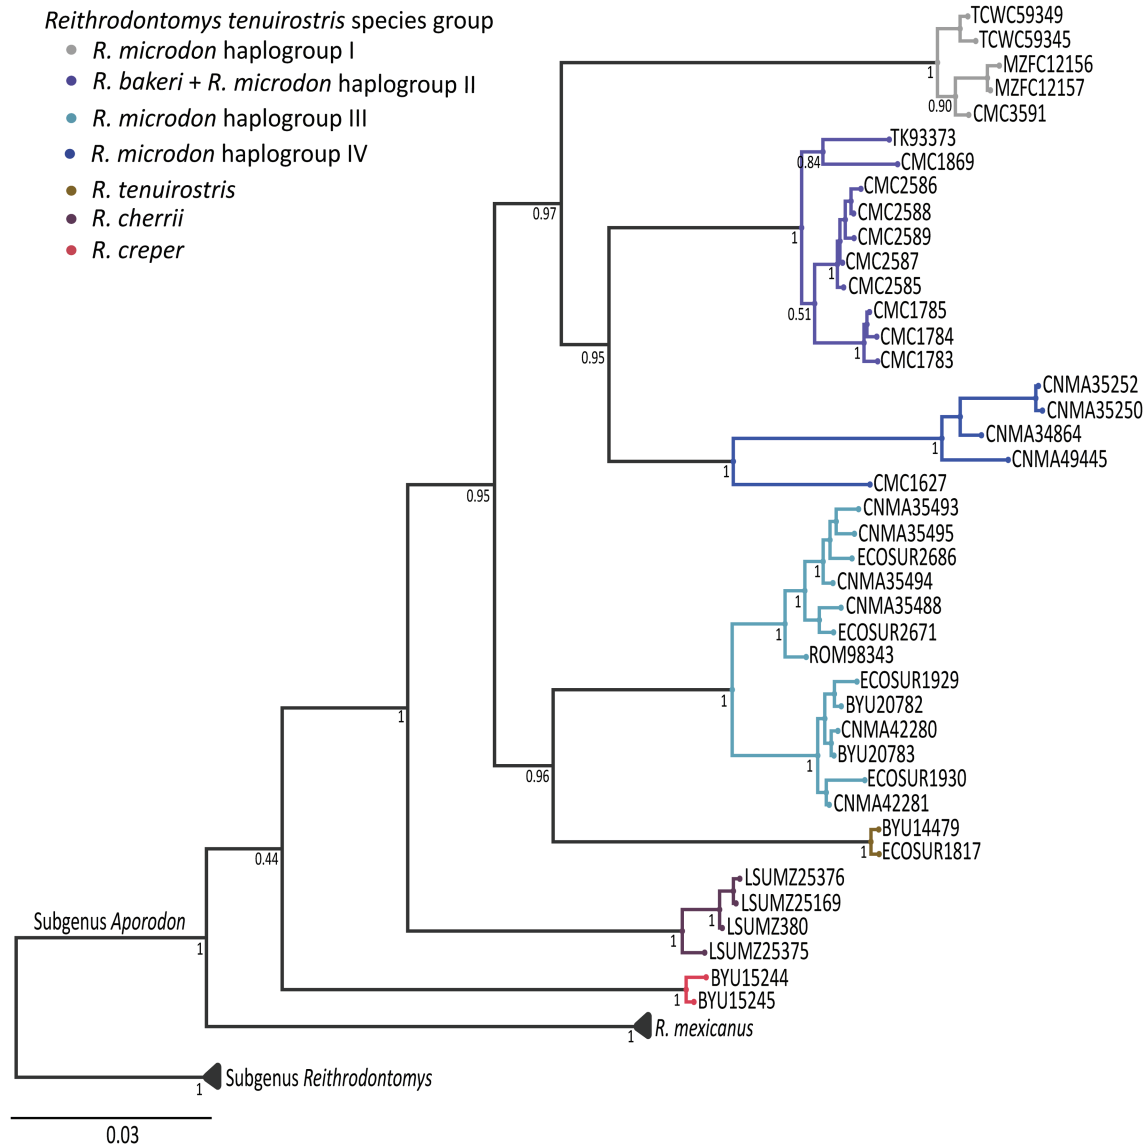 Reithrodontomys tenuirostris species group
R. microdon haplogroup I
R. bakeri + R. microdon haplogroup II
R. microdon haplogroup III
R. microdon haplogroup IV
R. tenuirostris
R. cherrii
R. creper
TCWC59349
TCWC59345
1
MZFC12156
MZFC12157
0.90
CMC3591
TK93373
0.84
CMC1869
CMC2586
0.97
CMC2588
1
CMC2589
CMC2587
1
CMC2585
0.51
CMC1785
CMC1784
1
0.95
CMC1783
CNMA35252
CNMA35250
CNMA34864
1
CNMA49445
1
CMC1627
0.95
CNMA35493
CNMA35495
ECOSUR2686
1
CNMA35494
1
CNMA35488
ECOSUR2671
1
ROM98343
ECOSUR1929
1
BYU20782
1
CNMA42280
BYU20783
1
0.96
ECOSUR1930
CNMA42281
BYU14479
1
ECOSUR1817
0.44
LSUMZ25376
LSUMZ25169
1
LSUMZ380
Subgenus Aporodon
1
1
LSUMZ25375
BYU15244
1
BYU15245
1
R. mexicanus
1
Subgenus Reithrodontomys
0.03